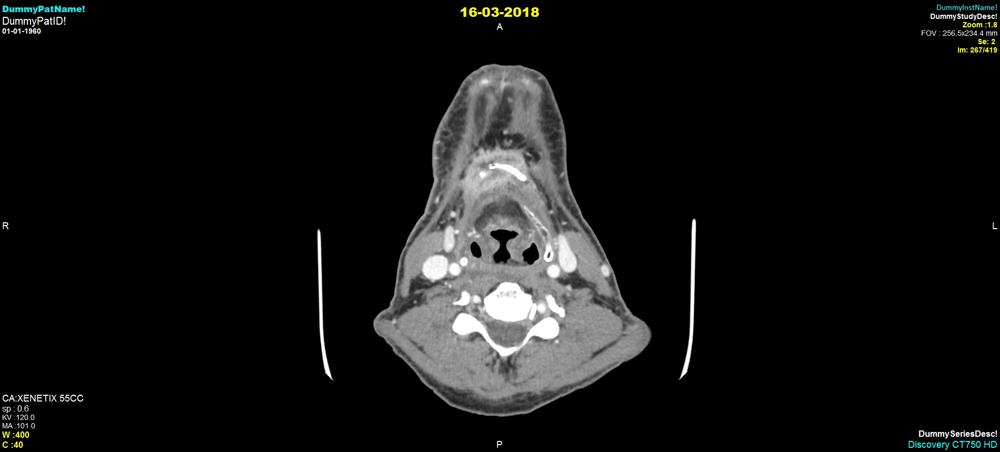 DummyPatName!
DummyPatID!
01-01-1960
16-03-2018
A
DummyInstName!
DummyStudyDesc!
Zoom :1.8
FOV : 256.5x234.4 mm
Se: 2
Im: 267/419
R
L
CA:XENETIX 55CC
sp : 0.6
KV :120.0
MA :101.0
W :400
C :40
P
DummySeriesDesc!
Discovery CT750 HD